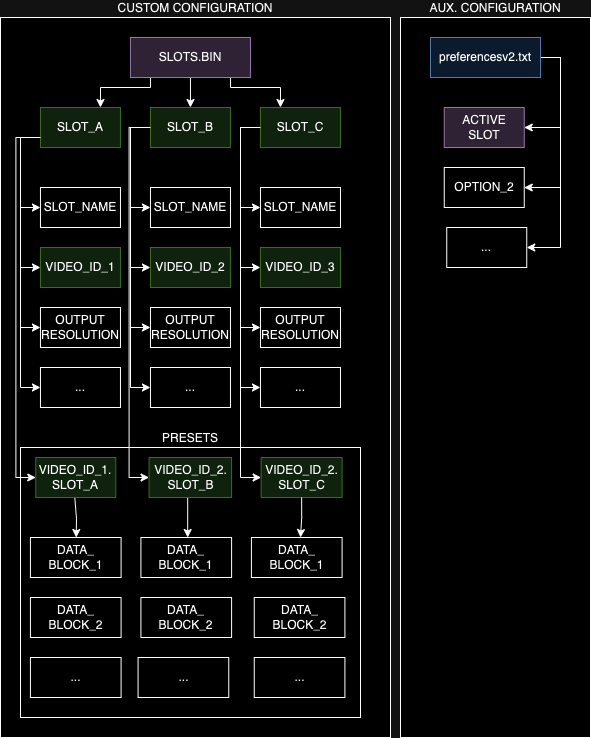 CUSTOM CONFIGURATION
AUX. CONFIGURATION
SLOTS.BIN
preferencesv2.txt
SLOT_A
SLOT_B
SLOT_C
ACTIVE
SLOT
SLOT_NAME
SLOT_NAME
SLOT_NAME
OPTION_2
VIDEO_ID_1
VIDEO_ID_2
VIDEO_ID_3
...
OUTPUT
RESOLUTION
OUTPUT
RESOLUTION
OUTPUT
RESOLUTION
...
...
...
PRESETS
VIDEO_ID_1.
SLOT_A
VIDEO_ID_2.
SLOT_B
VIDEO_ID_2.
SLOT_C
DATA_
BLOCK_1
DATA_
BLOCK_1
DATA_
BLOCK_1
DATA_
BLOCK_2
DATA_
BLOCK_2
DATA_
BLOCK_2
...
...
...